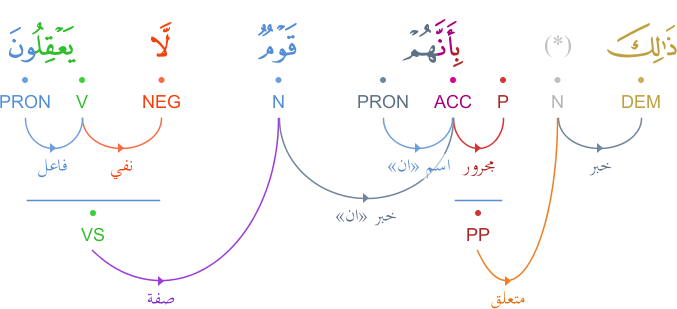 ذَٰلِكَ (*) بِأَنَّهُمْ قَوْمٌ لَّا يَعْقِلُونَ
DEM N P ACC PRON N NEG V PRON
خبر مجرور اسم «ان» نفي فاعل
خبر «ان»
PP VS
متعلق صفة